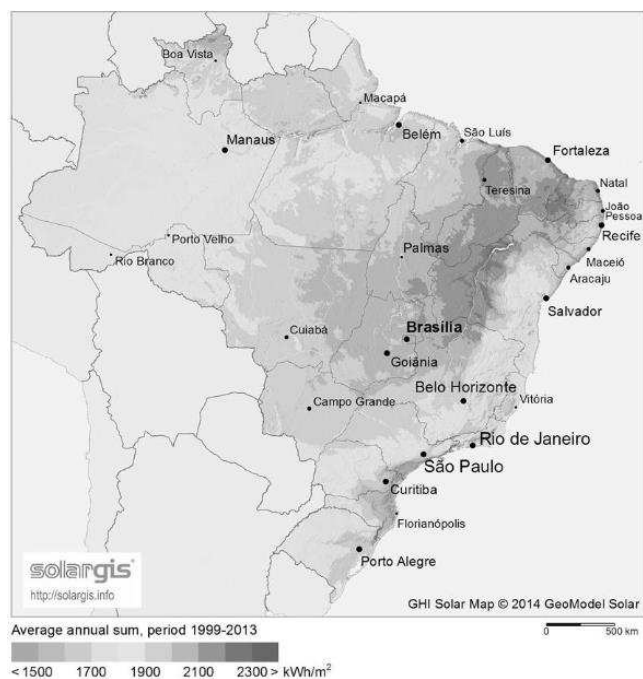 Boa Vista
Macapá
Belém
São Luís
Manaus
Fortaleza
Teresina
Natal
João
Pessoa
Recife
Porto Velho
Palmas
Maceió
Rio Branco
Aracaju
Salvador
Cuiabá
Brasília
Goiânia
Belo Horizonte
Campo Grande
Vitória
Rio de Janeiro
São Paulo
Curitiba
Florianópolis
Porto Alegre
solargis
http://solargis.info
GHI Solar Map © 2014 GeoModel Solar
Average annual sum, period 1999-2013
0 500 km
< 1500 1700 1900 2100 2300 > kWh/m²